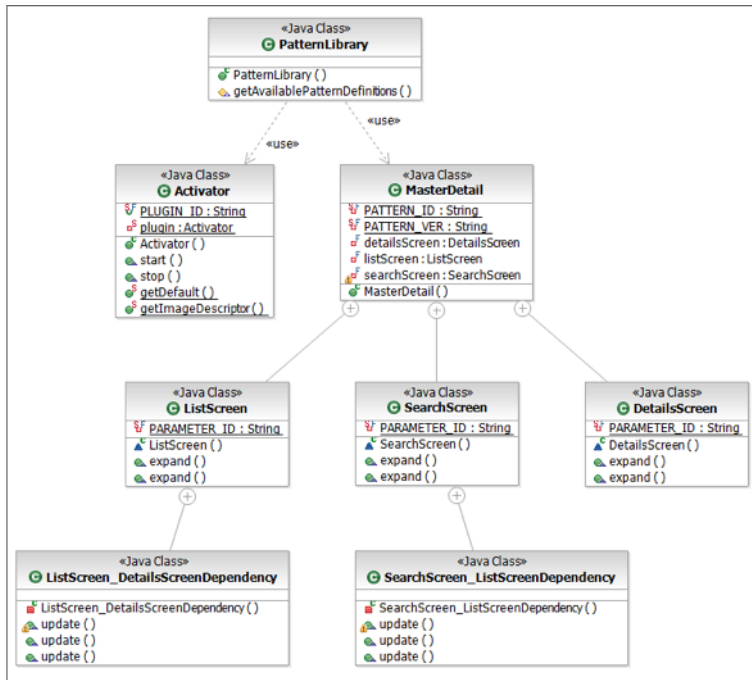 «Java Class»
PatternLibrary
PatternLibrary ( )
getAvailablePatternDefinitions ( )
«use»
«use»
«Java Class»
Activator
PLUGIN_ID : String
plugin : Activator
Activator ( )
start ( )
stop ( )
getDefault ( )
getImageDescriptor ( )
«Java Class»
MasterDetail
PATTERN_ID : String
PATTERN_VER : String
detailsScreen : DetailsScreen
listScreen : ListScreen
searchScreen : SearchScreen
MasterDetail ( )
«Java Class»
ListScreen
PARAMETER_ID : String
ListScreen ( )
expand ( )
expand ( )
«Java Class»
SearchScreen
PARAMETER_ID : String
SearchScreen ( )
expand ( )
expand ( )
«Java Class»
DetailsScreen
PARAMETER_ID : String
DetailsScreen ( )
expand ( )
expand ( )
«Java Class»
ListScreen_DetailsScreenDependency
ListScreen_DetailsScreenDependency ( )
update ( )
update ( )
update ( )
«Java Class»
SearchScreen_ListScreenDependency
SearchScreen_ListScreenDependency ( )
update ( )
update ( )
update ( )